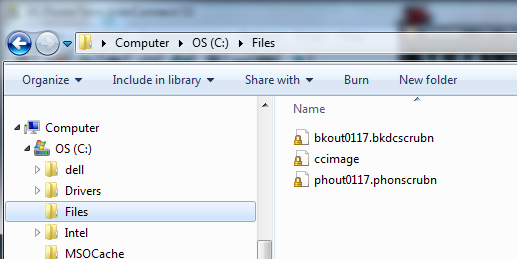 Computer OS (C:) Files
Organize Include in library Share with Burn New folder
Name
Computer
OS (C:)
dell
Drivers
Files
Intel
MSOCache
bkout0117.bkdcscrubn
ccimage
phout0117.phonscrubn